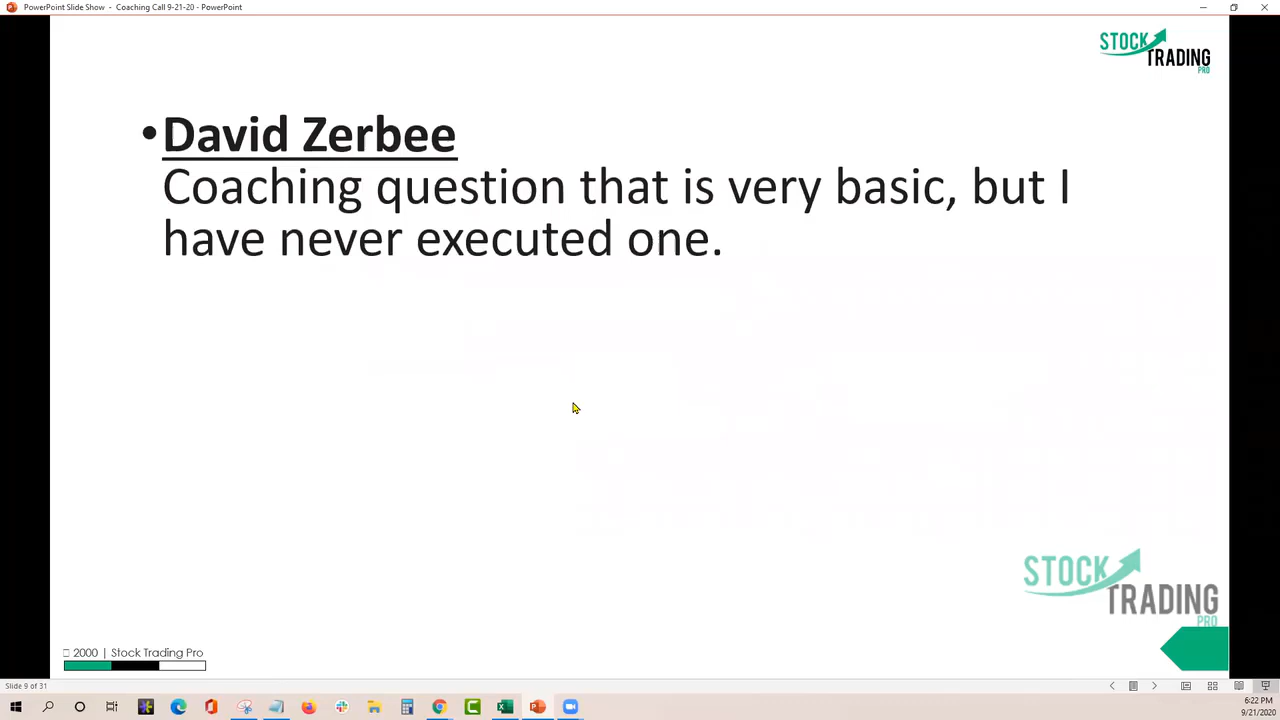 PowerPoint Slide Show - Coaching Call 9-21-20 - PowerPoint
STOCK
TRADING
PRO
•David Zerbee
Coaching question that is very basic, but I
have never executed one.
STOCK
TRADING
PRO
2000 | Stock Trading Pro
Slide 9 of 31
6:22 PM
9/21/2020